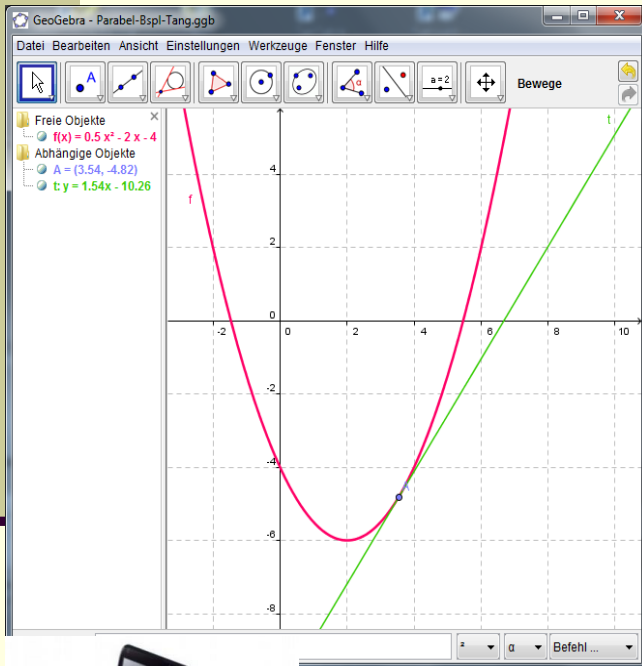 GeoGebra - Parabel-Bspl-Tang.ggb
Datei Bearbeiten Ansicht Einstellungen Werkzeuge Fenster Hilfe
A α a=2 Bewege
Freie Objekte
f(x) = 0.5 x² - 2 x - 4
Abhängige Objekte
A = (3.54, -4.82)
t: y = 1.54x - 10.26
t
4
f
2
0
-2 0 2 4 6 8 10
-2
-4
A
-6
-8
² α Befehl ...